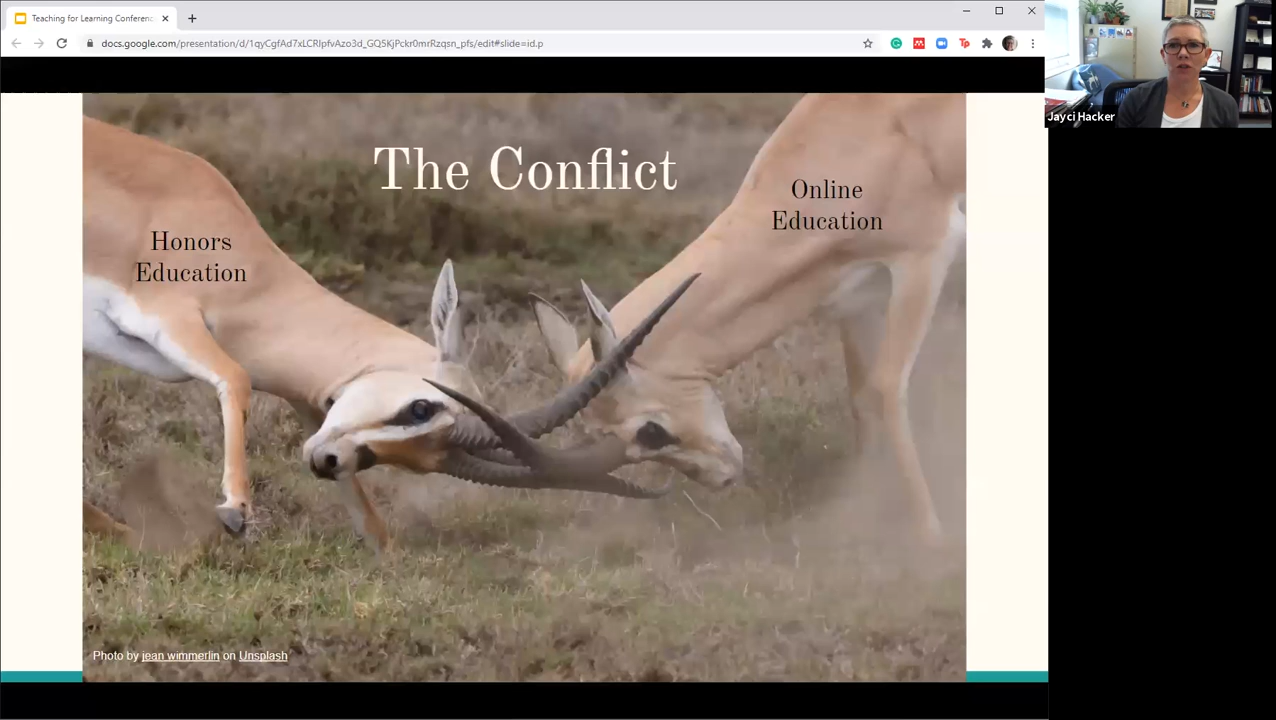 Teaching for Learning Conferenc
docs.google.com/presentation/d/1qyCgfAd7xLCRlpfvAzo3d_GQ5KjPckr0mrRzqsn_pfs/edit#slide=id.p
Jayci Hacker
The Conflict
Online
Education
Honors
Education
Photo by jean wimmerlin on Unsplash